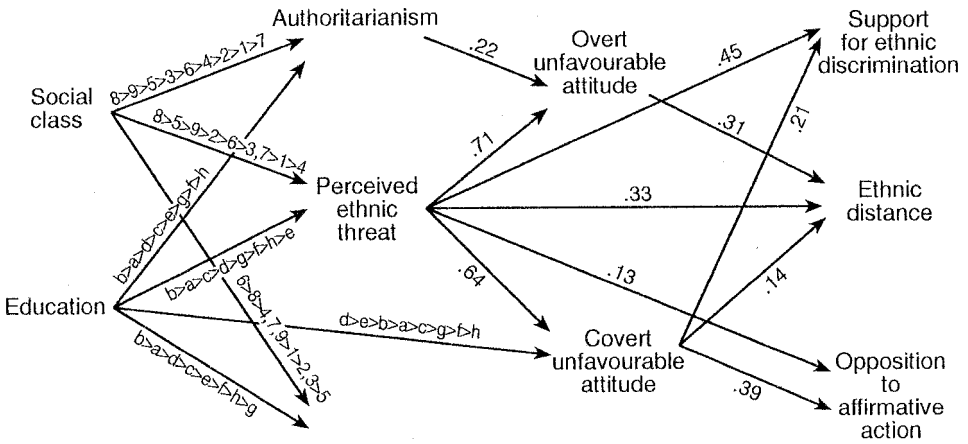 Authoritarianism
Support
for ethnic
discrimination
Overt
unfavourable
attitude
Social
class
8>9>5>3>6>4>2>1>7
8>5>9>2>6>3,7>1>4
.22
.45
.71
.31
.21
Perceived
ethnic
threat
Ethnic
distance
b>a>d>c>e>g>f>h
b>a>c>d>g>f>h>e
.33
.64
.13
.14
Education
6>8>4,7,9>1>2,3>5
d>e>b>a>c>g>f>h
b>a>d>c>e>f>h>g
Covert
unfavourable
attitude
.39
Opposition
to
affirmative
action